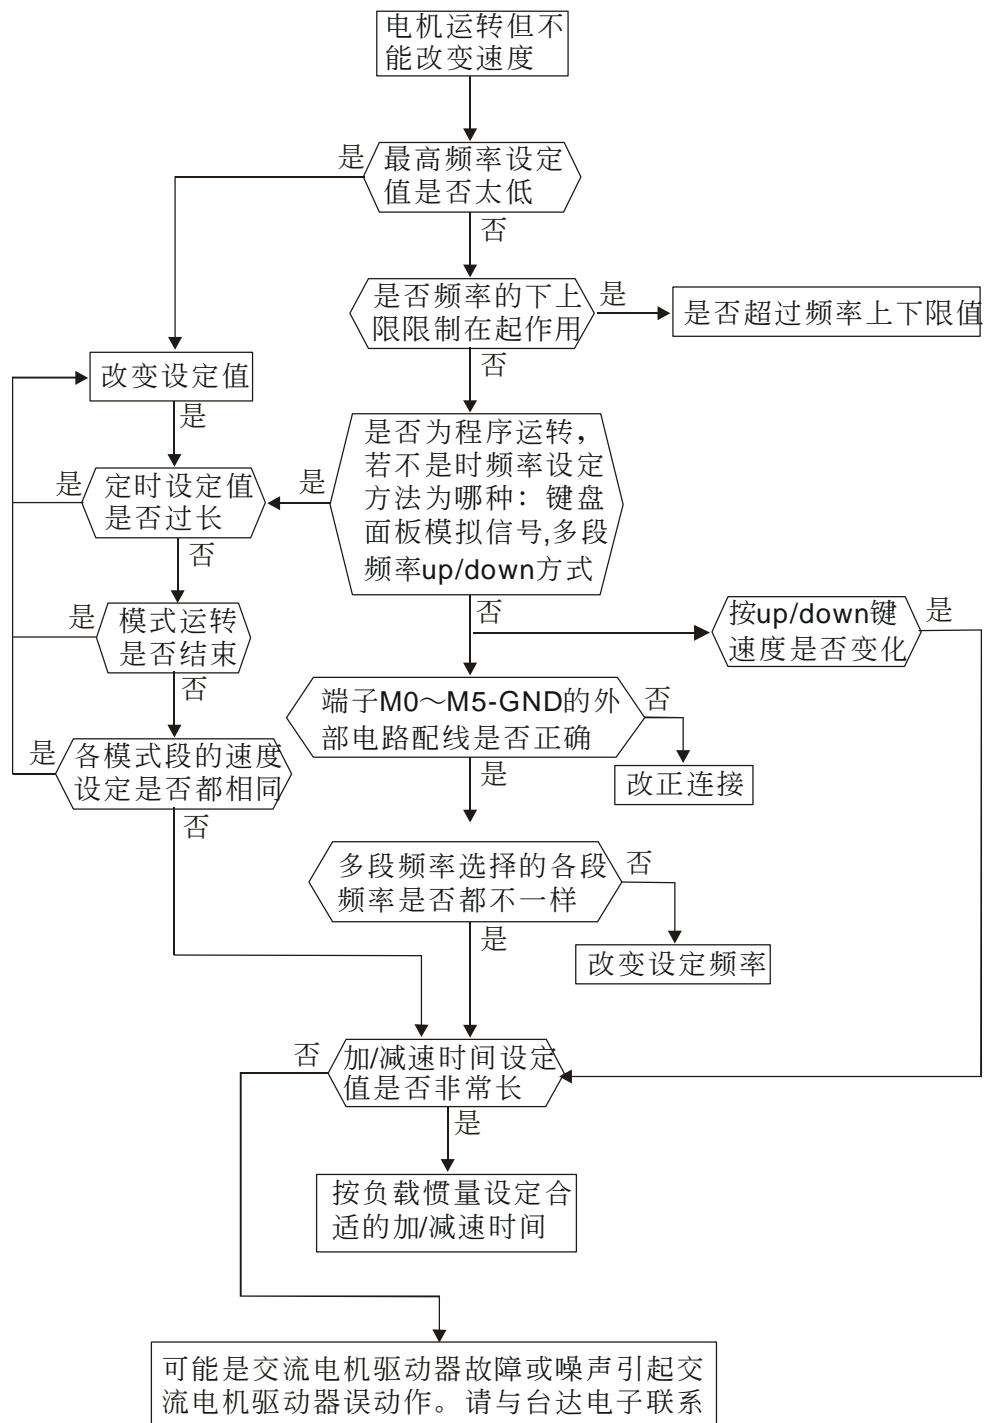 电机运转但不
能改变速度
是
最高频率设定
值是否太低
否
是否频率的下上
限限制在起作用
是
是否超过频率上下限值
否
改变设定值
是
是否为程序运转，
若不是时频率设定
方法为哪种：键盘
面板模拟信号,多段
频率up/down方式
是
是
定时设定值
是否过长
否
否
是
模式运转
是否结束
按up/down键
速度是否变化
是
否
端子M0～M5-GND的外
部电路配线是否正确
否
是
各模式段的速度
设定是否都相同
是
改正连接
否
多段频率选择的各段
频率是否都不一样
否
是
改变设定频率
否
加/减速时间设定
值是否非常长
是
按负载惯量设定合
适的加/减速时间
可能是交流电机驱动器故障或噪声引起交
流电机驱动器误动作。请与台达电子联系